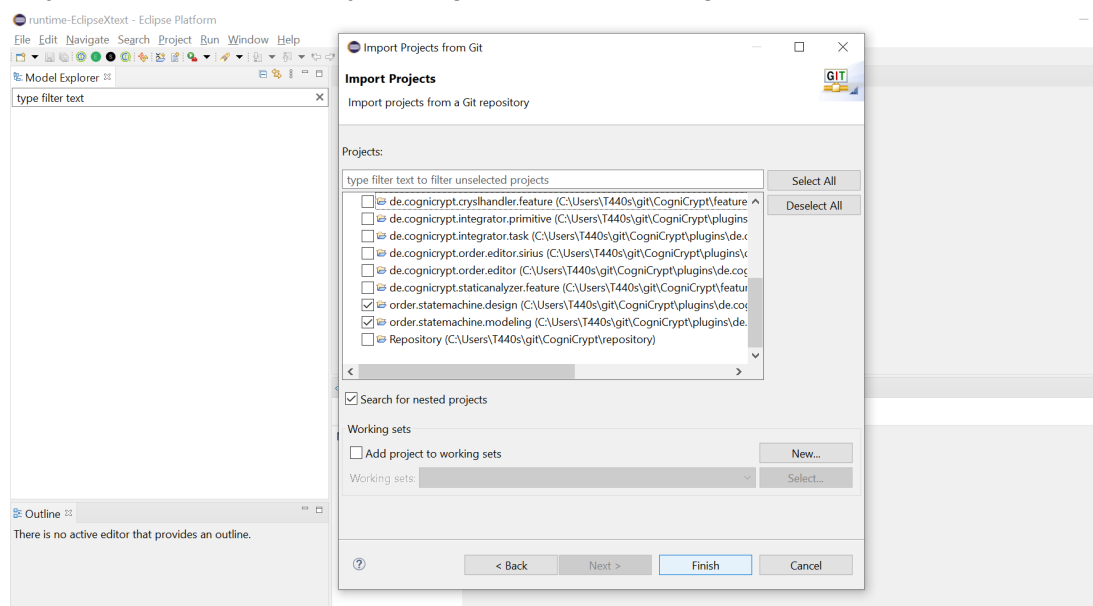 runtime-EclipseXtext - Eclipse Platform
File Edit Navigate Search Project Run Window Help
Model Explorer
type filter text
Import Projects from Git
Import Projects
GIT
Import projects from a Git repository
Projects:
type filter text to filter unselected projects
Select All
Deselect All
de.cognicrypt.cryslhandler.feature (C:\Users\T440s\git\CogniCrypt\feature
de.cognicrypt.integrator.primitive (C:\Users\T440s\git\CogniCrypt\plugins
de.cognicrypt.integrator.task (C:\Users\T440s\git\CogniCrypt\plugins\de.c
de.cognicrypt.order.editor.sirius (C:\Users\T440s\git\CogniCrypt\plugins\
de.cognicrypt.order.editor (C:\Users\T440s\git\CogniCrypt\plugins\de.cog
de.cognicrypt.staticanalyzer.feature (C:\Users\T440s\git\CogniCrypt\featur
order.statemachine.design (C:\Users\T440s\git\CogniCrypt\plugins\de.cog
order.statemachine.modeling (C:\Users\T440s\git\CogniCrypt\plugins\de.
Repository (C:\Users\T440s\git\CogniCrypt\repository)
Search for nested projects
Working sets
Add project to working sets
New...
Working sets:
Select...
Outline
There is no active editor that provides an outline.
< Back
Next >
Finish
Cancel